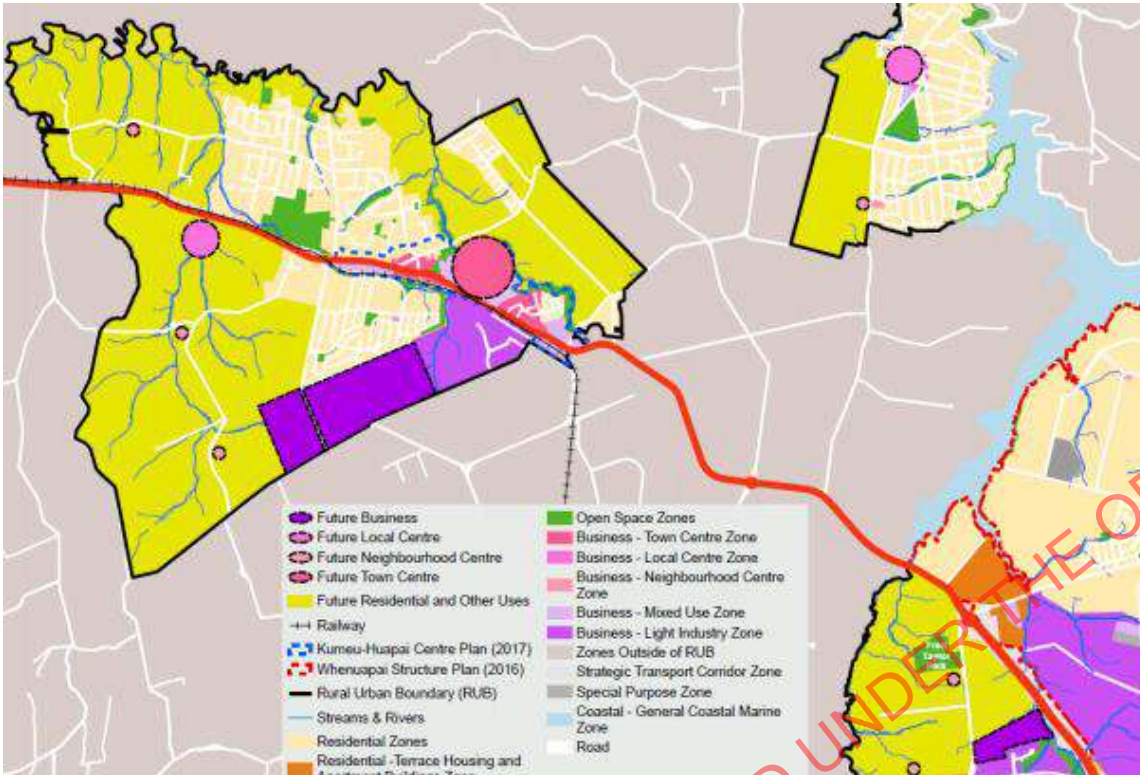 Future Business
Future Local Centre
Future Neighbourhood Centre
Future Town Centre
Future Residential and Other Uses
Railway
Kumeu-Huapai Centre Plan (2017)
Whenuapai Structure Plan (2016)
Rural Urban Boundary (RUB)
Streams & Rivers
Residential Zones
Residential -Terrace Housing and
Open Space Zones
Business - Town Centre Zone
Business - Local Centre Zone
Business - Neighbourhood Centre
Zone
Business - Mixed Use Zone
Business - Light Industry Zone
Zones Outside of RUB
Strategic Transport Corridor Zone
Special Purpose Zone
Coastal - General Coastal Marine
Zone
Road
UNDER THE